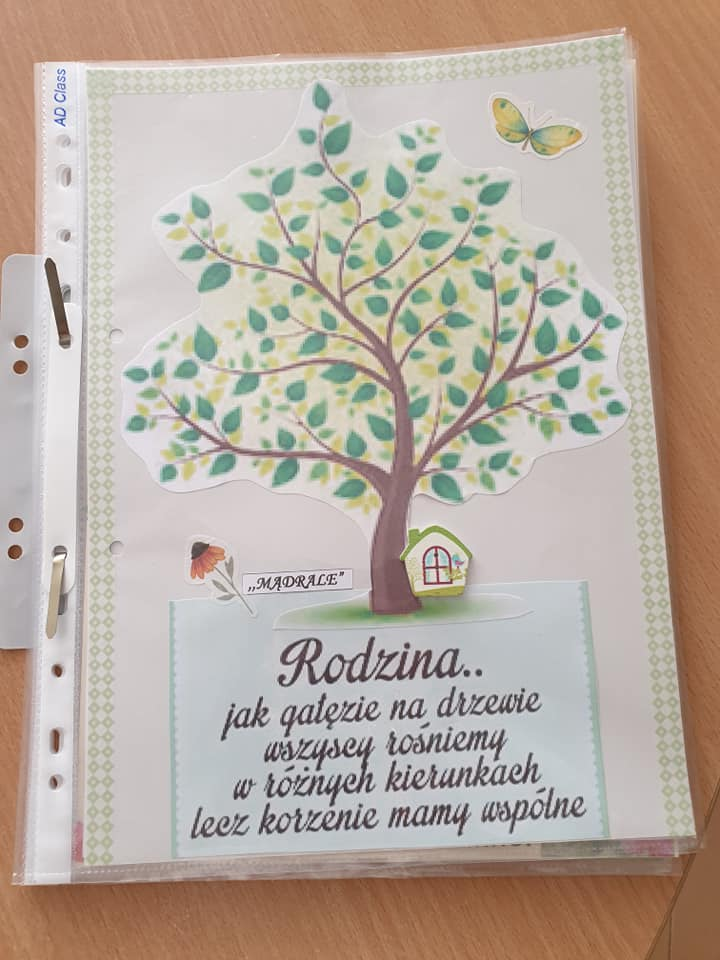 AD Class
,,MĄDRALE"
Rodzina..
jak gałęzie na drzewie
wszyscy rośniemy
w różnych kierunkach
lecz korzenie mamy wspólne